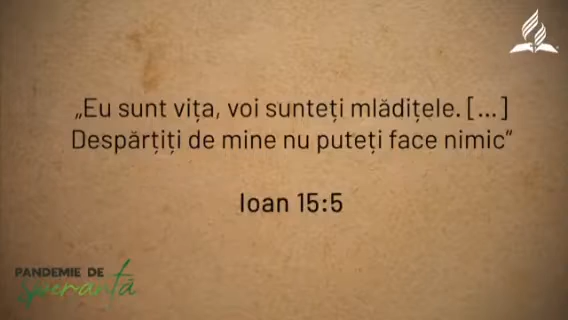 „Eu sunt vița, voi sunteți mlădițele. [...]
Despărțiți de mine nu puteți face nimic”
Ioan 15:5
PANDEMIE DE
speranță